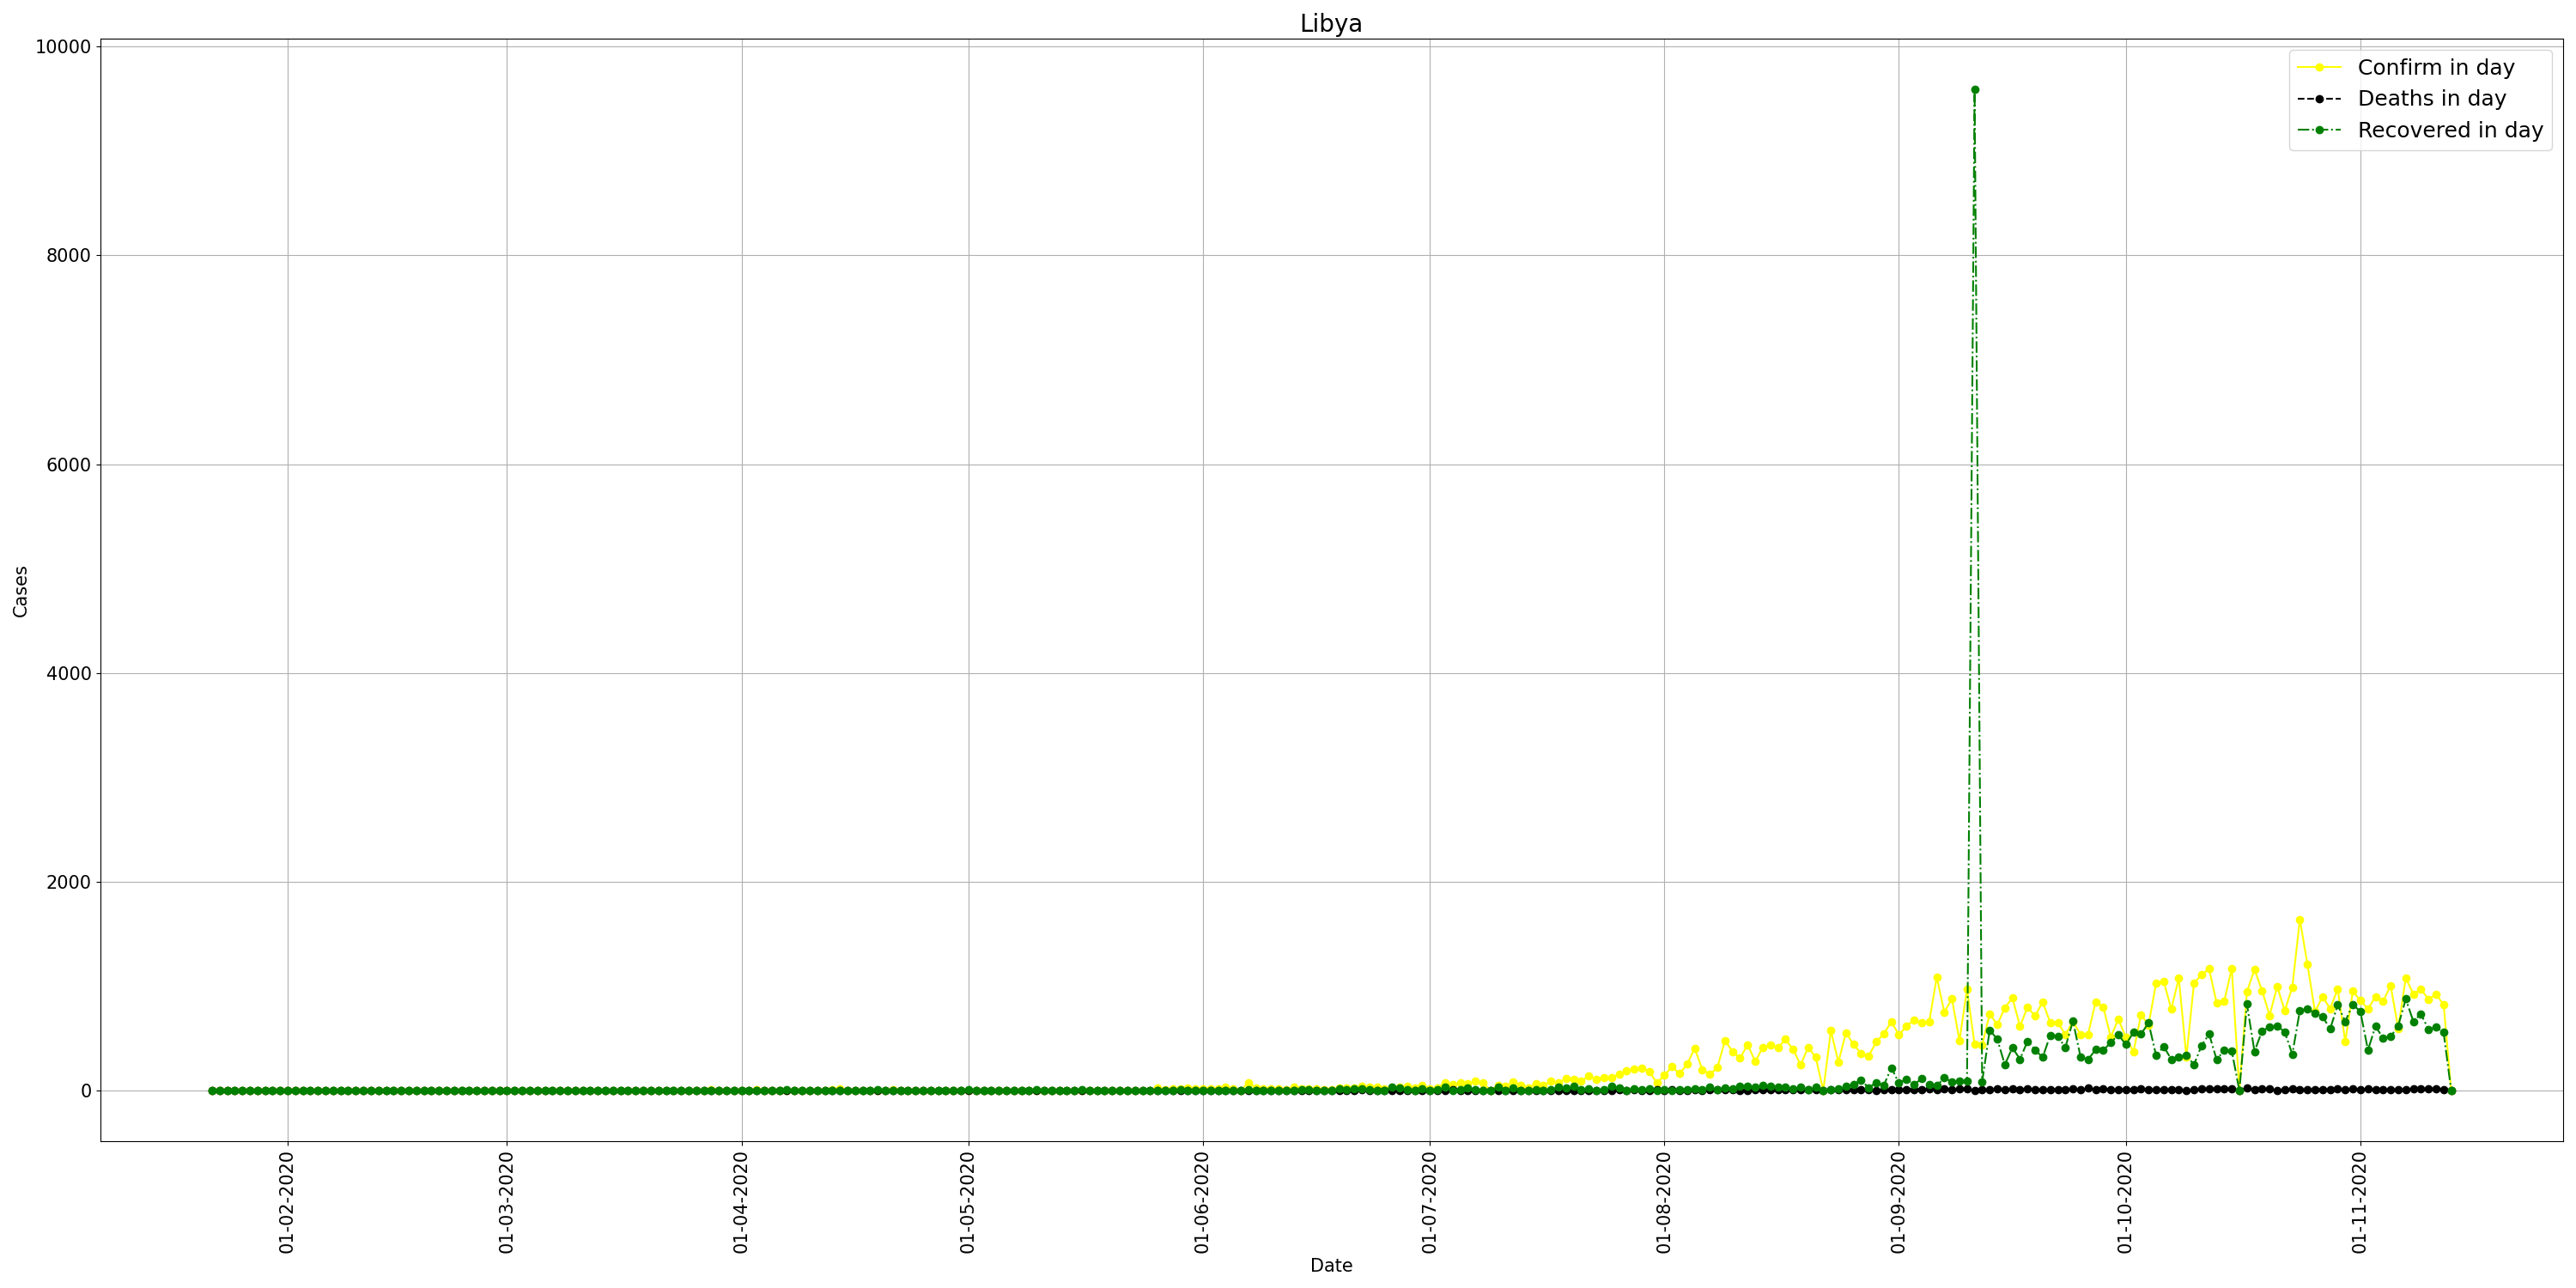 Libya
10000
8000
6000
4000
2000
0
Cases
Confirm in day
Deaths in day
Recovered in day
01-02-2020
01-03-2020
01-04-2020
01-05-2020
01-06-2020
01-07-2020
01-08-2020
01-09-2020
01-10-2020
01-11-2020
Date